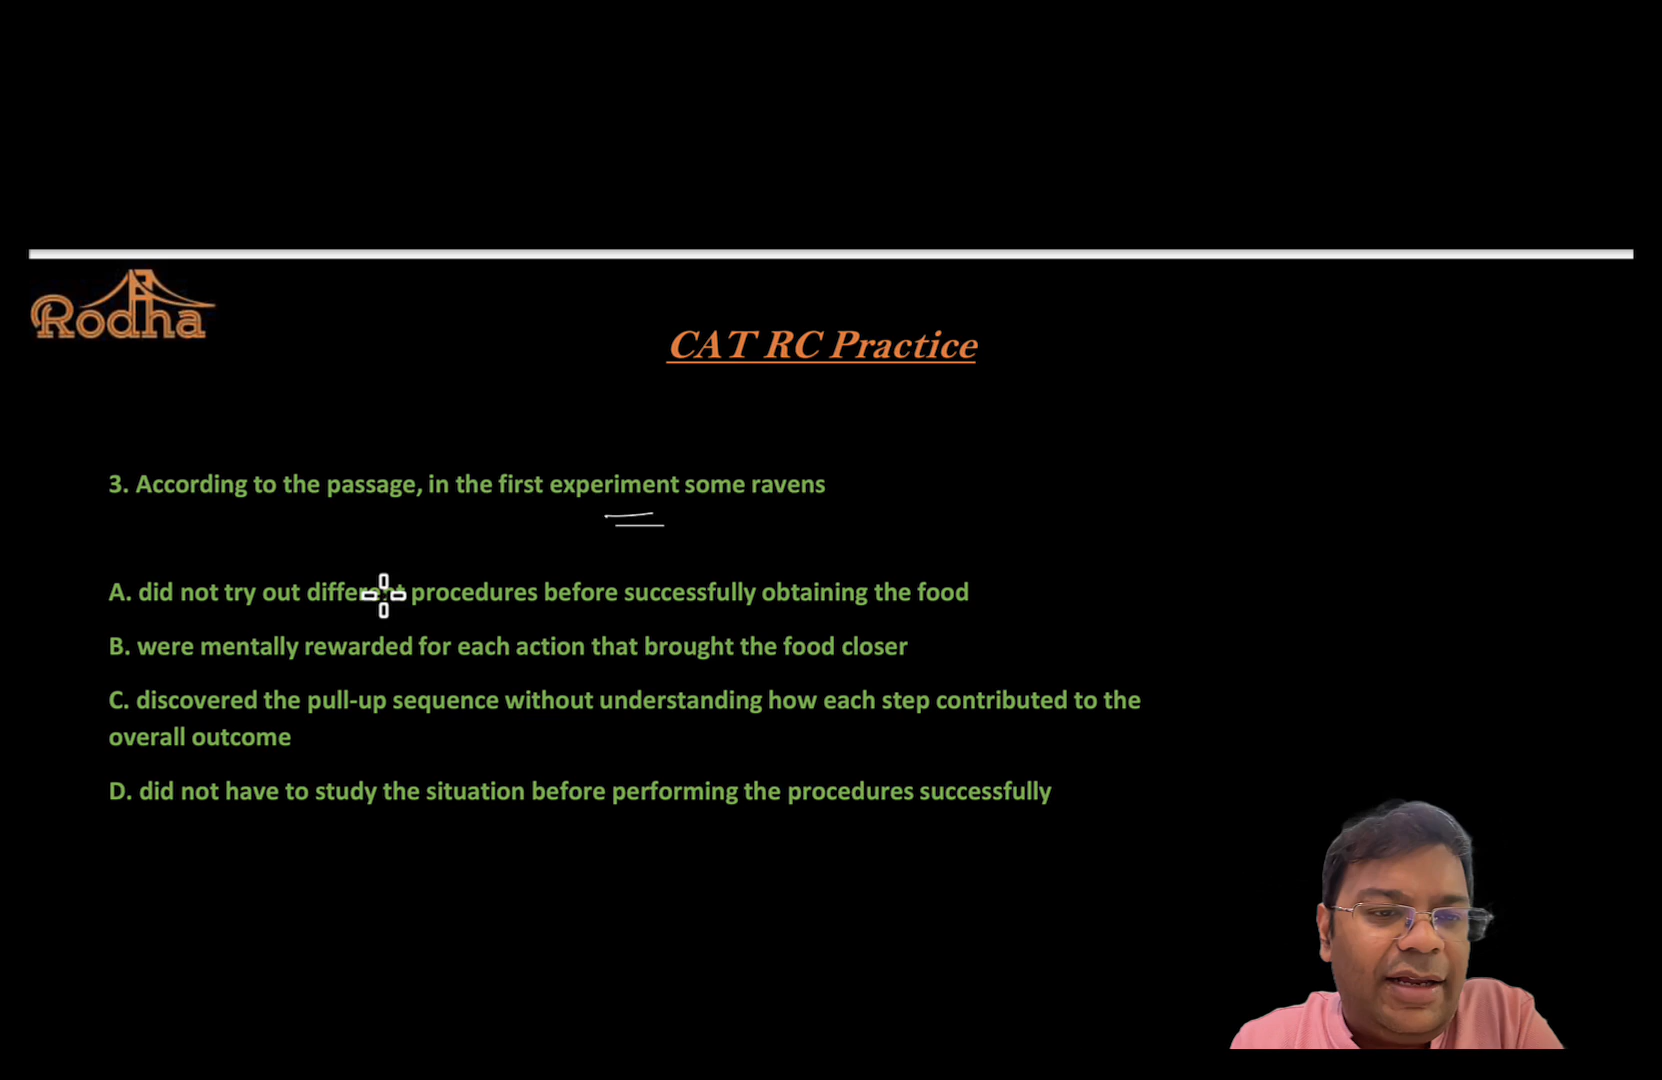 Rodha
CAT RC Practice
3. According to the passage, in the first experiment some ravens
A. did not try out different procedures before successfully obtaining the food
B. were mentally rewarded for each action that brought the food closer
C. discovered the pull-up sequence without understanding how each step contributed to the
overall outcome
D. did not have to study the situation before performing the procedures successfully